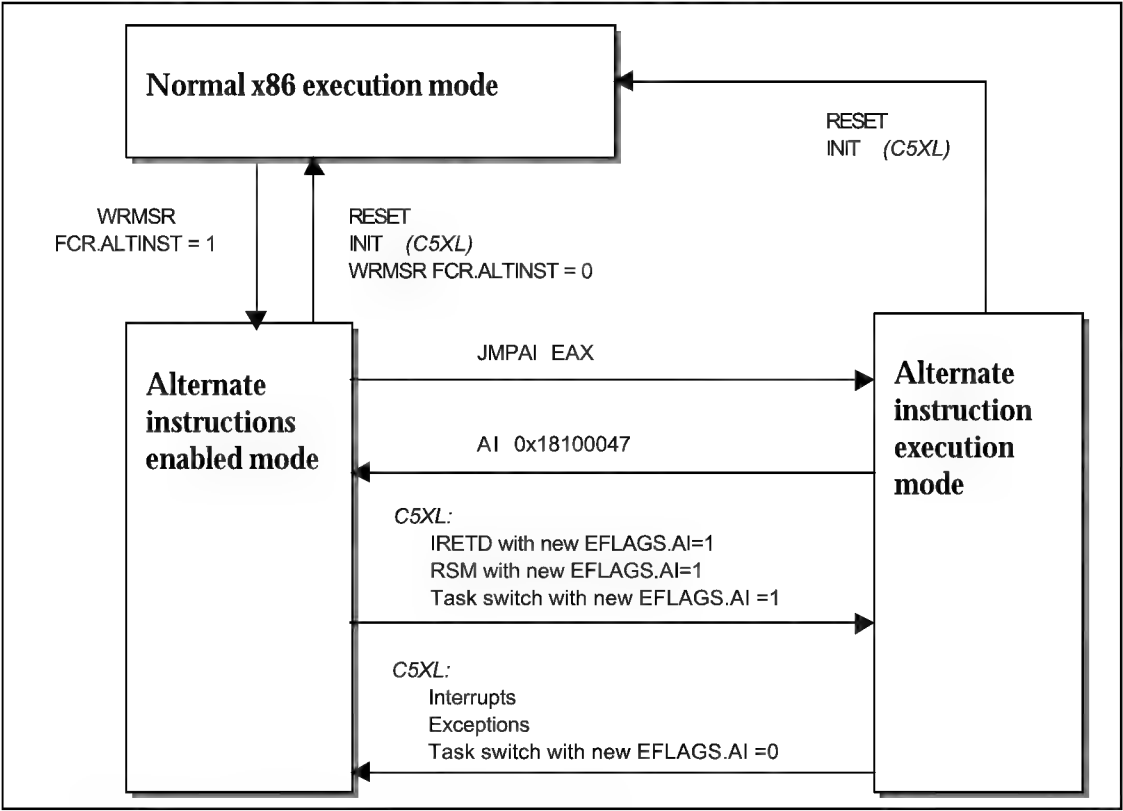 Normal x86 execution mode
RESET
INIT (C5XL)
WRMSR
FCR.ALTINST = 1
RESET
INIT (C5XL)
WRMSR FCR.ALTINST = 0
Alternate
instructions
enabled mode
JMPAI EAX
AI 0x18100047
C5XL:
IRETD with new EFLAGS.AI=1
RSM with new EFLAGS.AI=1
Task switch with new EFLAGS.AI =1
C5XL:
Interrupts
Exceptions
Task switch with new EFLAGS.AI =0
Alternate
instruction
execution
mode